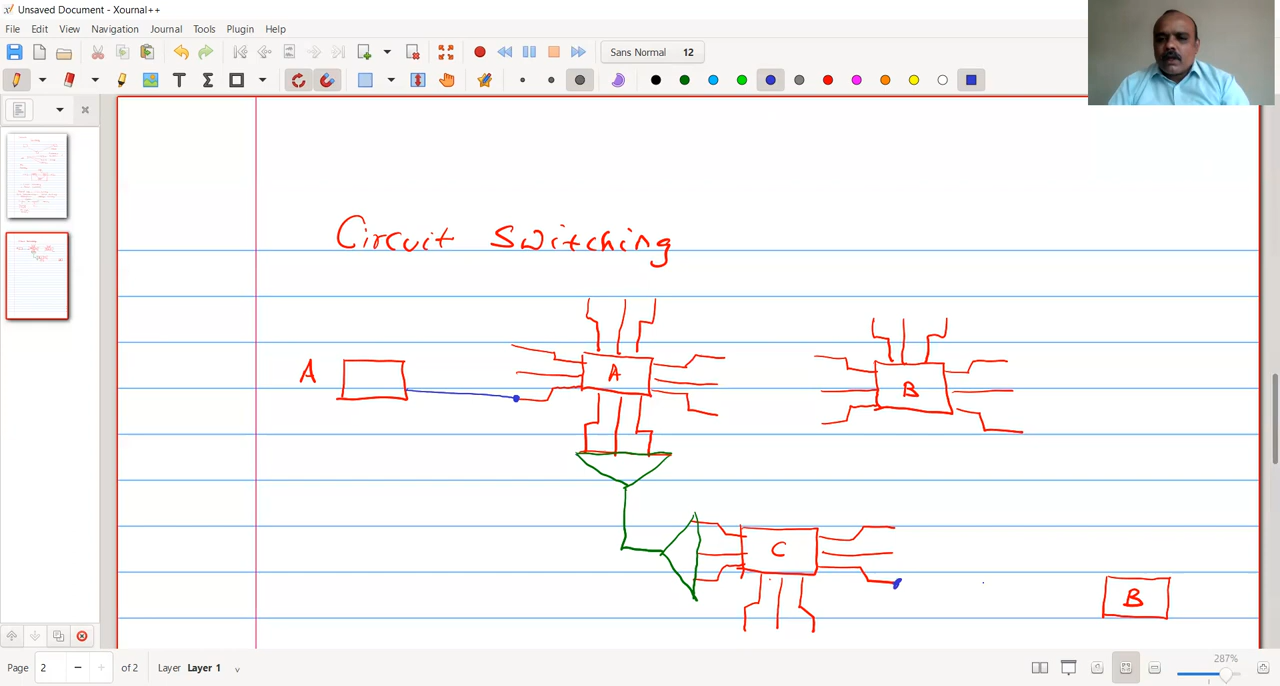 Unsaved Document - Xournal++
File Edit View Navigation Journal Tools Plugin Help
Sans Normal 12
Circuit Switching
A
A
B
C
B
Page 2 of 2 Layer Layer 1
287%